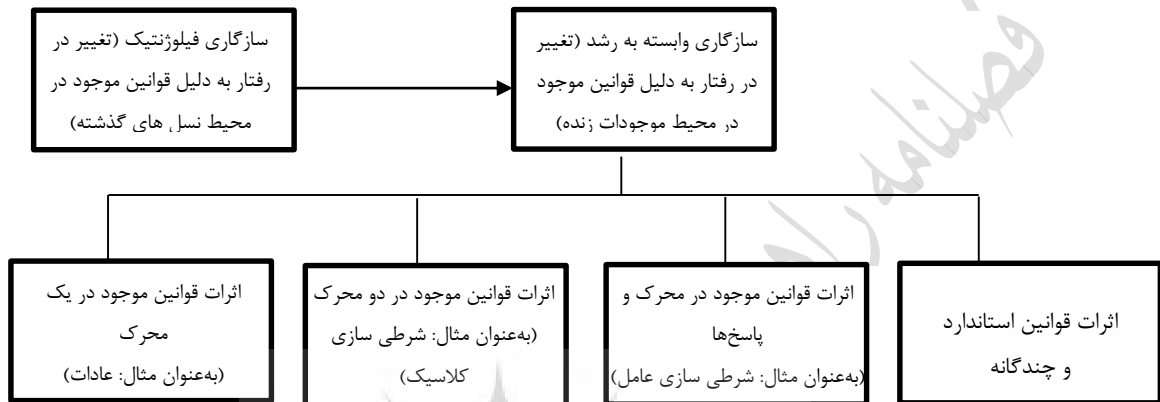 سازگاری وابسته به رشد (تغییر
در رفتار به دلیل قوانین موجود
در محیط موجودات زنده)
سازگاری فیلوژنتیک (تغییر در
رفتار به دلیل قوانین موجود در
محیط نسل های گذشته)
اثرات قوانین استاندارد
و چندگانه
اثرات قوانین موجود در محرک و
پاسخ‌ها
(به‌عنوان مثال: شرطی سازی عامل)
اثرات قوانین موجود در دو محرک
(به‌عنوان مثال: شرطی سازی
کلاسیک)
اثرات قوانین موجود در یک
محرک
(به‌عنوان مثال: عادات)
فصلنامه